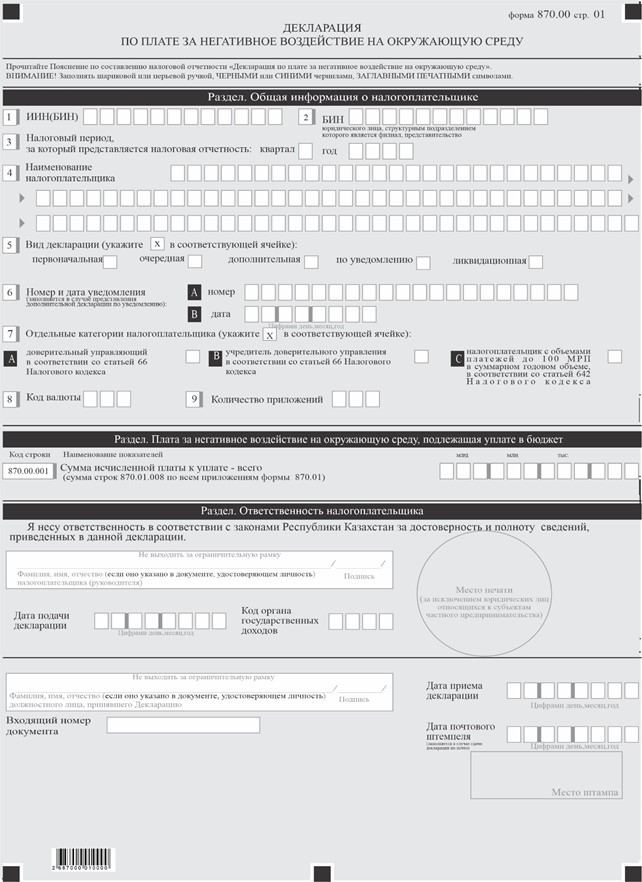 форма 870.00 стр. 01
ДЕКЛАРАЦИЯ
ПО ПЛАТЕ ЗА НЕГАТИВНОЕ ВОЗДЕЙСТВИЕ НА ОКРУЖАЮЩУЮ СРЕДУ
Прочитайте Пояснение по составлению налоговой отчетности «Декларация по плате за негативное воздействие на окружающую среду».
ВНИМАНИЕ! Заполнять шариковой или перьевой ручкой, ЧЕРНЫМИ или СИНИМИ чернилами, ЗАГЛАВНЫМИ ПЕЧАТНЫМИ символами.
Раздел. Общая информация о налогоплательщике
1 ИИН(БИН) 2 БИН
юридического лица, структурным подразделением
которого является филиал, представительство
3 Налоговый период,
за который представляется налоговая отчетность: квартал год
4 Наименование
налогоплательщика
5 Вид декларации (укажите X в соответствующей ячейке):
первоначальная очередная дополнительная по уведомлению ликвидационная
6 Номер и дата уведомления A номер
(заполняется в случае представления
дополнительной декларации по уведомлению):
B дата
Цифрами день,месяц,год
7 Отдельные категории налогоплательщика (укажите X в соответствующей ячейке):
A доверительный управляющий
в соответствии со статьей 66
Налогового кодекса
B учредитель доверительного управления
в соответствии со статьей 66 Налогового
кодекса
C налогоплательщик с объемами
платежей до 100 МРП
в суммарном годовом объеме,
в соответствии со статьей 642
Налогового кодекса
8 Код валюты 9 Количество приложений
Раздел. Плата за негативное воздействие на окружающую среду, подлежащая уплате в бюджет
Код строки Наименование показателей млрд. млн. тыс.
870.00.001 Сумма исчисленной платы к уплате - всего
(сумма строк 870.01.008 по всем приложениям формы 870.01)
Раздел. Ответственность налогоплательщика
Я несу ответственность в соответствии с законами Республики Казахстан за достоверность и полноту сведений,
приведенных в данной декларации.
Не выходить за ограничительную рамку
/ /
Фамилия, имя, отчество (если оно указано в документе, удостоверяющем личность) Подпись
налогоплательщика (руководителя)
Место печати
(за исключением юридических лиц,
относящихся к субъектам
частного предпринимательства)
Дата подачи
декларации
Цифрами день,месяц,год
Код органа
государственных
доходов
Не выходить за ограничительную рамку
/ /
Фамилия, имя, отчество (если оно указано в документе, удостоверяющем личность) Подпись
должностного лица, принявшего Декларацию
Дата приема
декларации
Цифрами день,месяц,год
Входящий номер
документа
Дата почтового
штемпеля
(заполняется в случае сдачи
декларации по почте)
Цифрами день,месяц,год
Место штампа